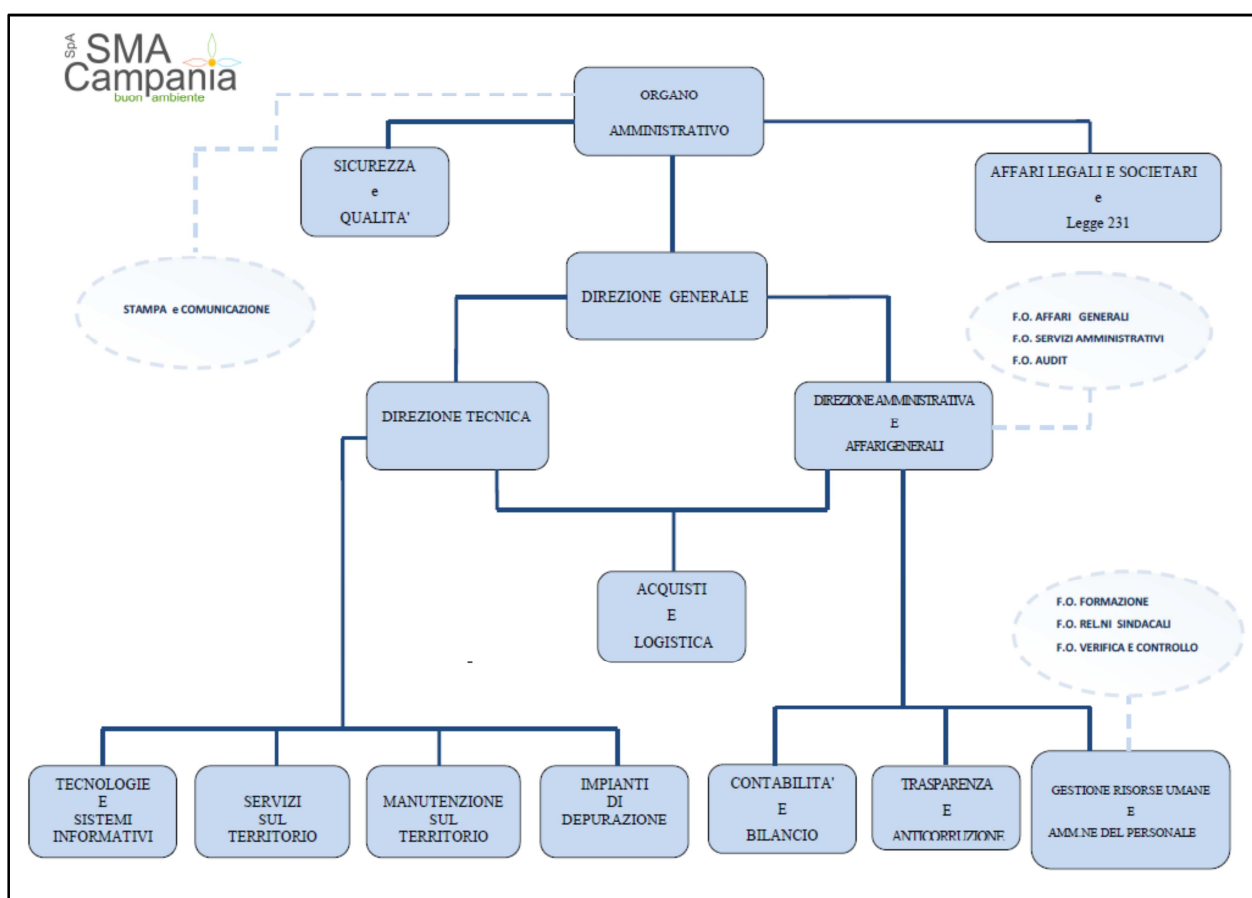 SpA
SMA
Campania
buon ambiente
ORGANO
AMMINISTRATIVO
SICUREZZA
e
QUALITA'
AFFARI LEGALI E SOCIETARI
e
Legge 231
STAMPA e COMUNICAZIONE
DIREZIONE GENERALE
F.O. AFFARI GENERALI
F.O. SERVIZI AMMINISTRATIVI
F.O. AUDIT
DIREZIONE TECNICA
DIREZIONE AMMINISTRATIVA
E
AFFARI GENERALI
ACQUISTI
E
LOGISTICA
-
F.O. FORMAZIONE
F.O. REL.NI SINDACALI
F.O. VERIFICA E CONTROLLO
TECNOLOGIE
E
SISTEMI
INFORMATIVI
SERVIZI
SUL
TERRITORIO
MANUTENZIONE
SUL
TERRITORIO
IMPIANTI
DI
DEPURAZIONE
CONTABILITA'
E
BILANCIO
TRASPARENZA
E
ANTICORRUZIONE
GESTIONE RISORSE UMANE
E
AMM.NE DEL PERSONALE